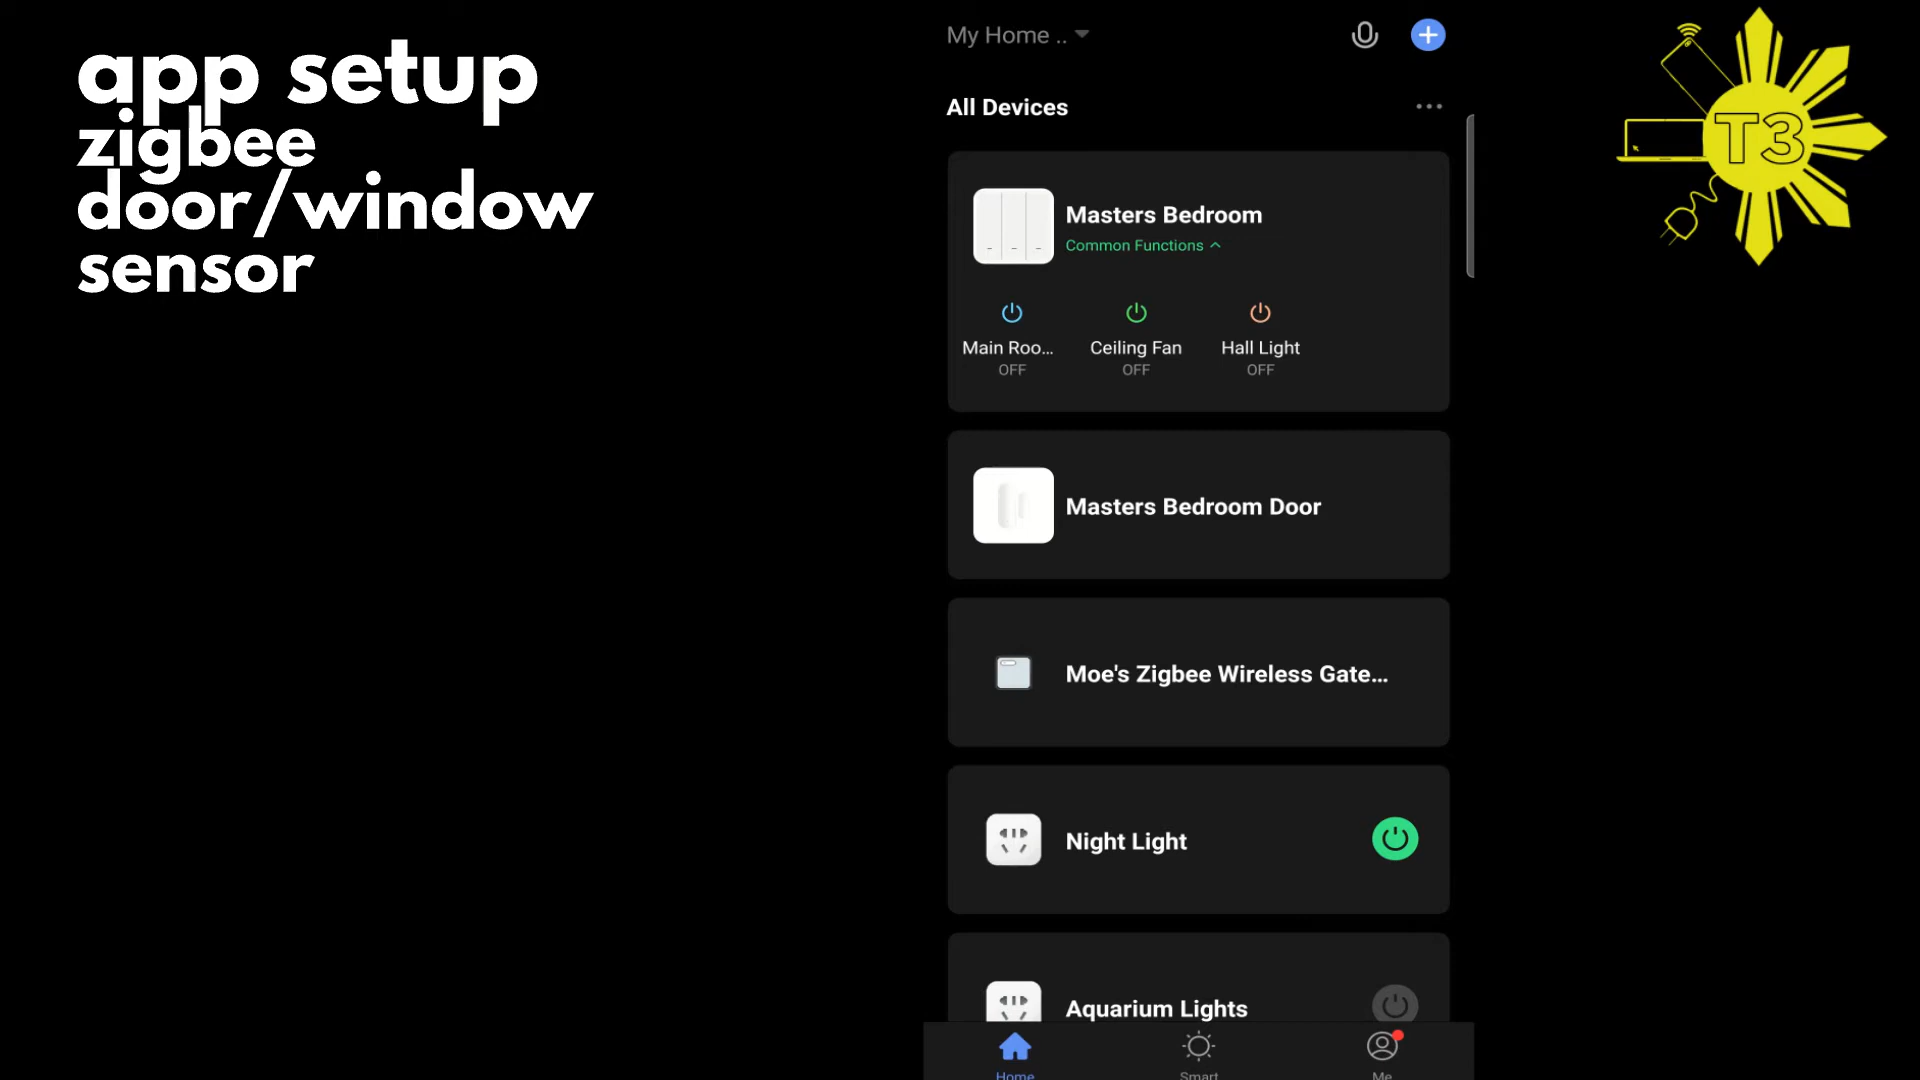 app setup
zigbee
door/window
sensor
My Home ..
All Devices
Masters Bedroom
Common Functions
Main Roo... Ceiling Fan Hall Light
OFF OFF OFF
Masters Bedroom Door
Moe's Zigbee Wireless Gate...
Night Light
Aquarium Lights
Home Smart Me
T3